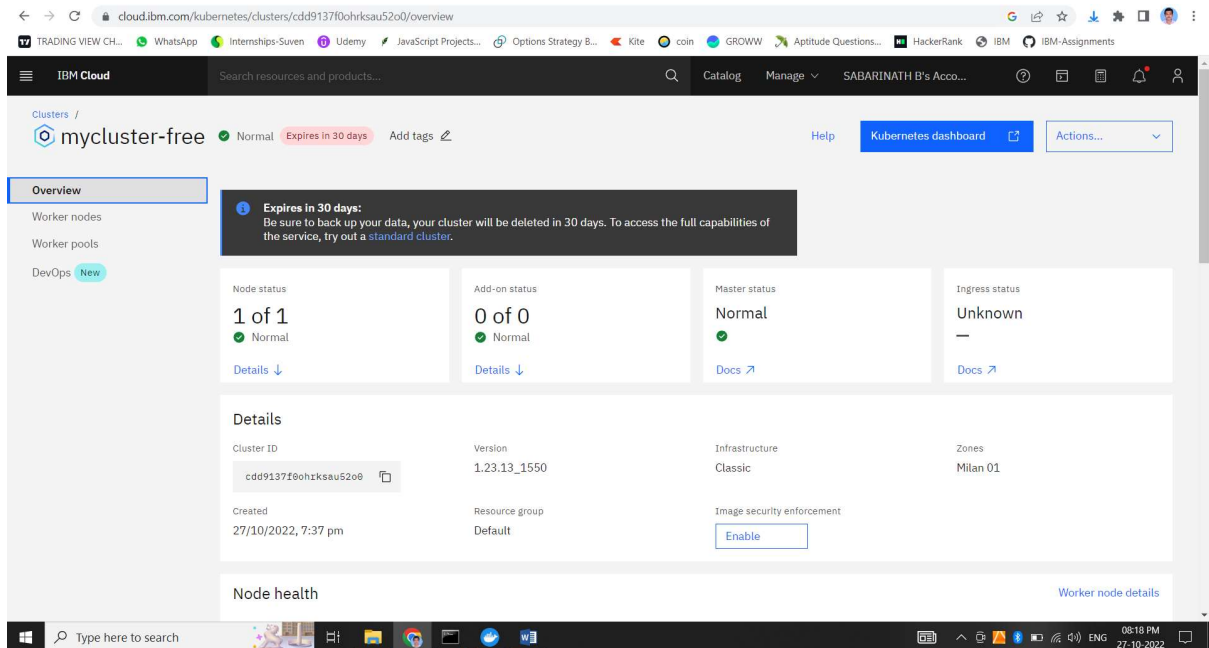 cloud.ibm.com/kubernetes/clusters/cdd9137f0ohrksau52o0/overview
TRADING VIEW CH... WhatsApp Internships-Suven Udemy JavaScript Projects... Options Strategy B... Kite coin GROWW Aptitude Questions... HackerRank IBM IBM-Assignments
IBM Cloud Search resources and products... Catalog Manage SABARINATH B's Acco...
Clusters /
mycluster-free Normal Expires in 30 days Add tags Help Kubernetes dashboard Actions...
Overview
Worker nodes
Worker pools
DevOps New
Expires in 30 days:
Be sure to back up your data, your cluster will be deleted in 30 days. To access the full capabilities of
the service, try out a standard cluster.
Node status Add-on status Master status Ingress status
1 of 1 0 of 0 Normal Unknown
Normal Normal —
Details ↓ Details ↓ Docs ↗ Docs ↗
Details
Cluster ID Version Infrastructure Zones
cdd9137f0ohrksau52o0 1.23.13_1550 Classic Milan 01
Created Resource group Image security enforcement
27/10/2022, 7:37 pm Default Enable
Node health Worker node details
Type here to search ENG 08:18 PM
27-10-2022